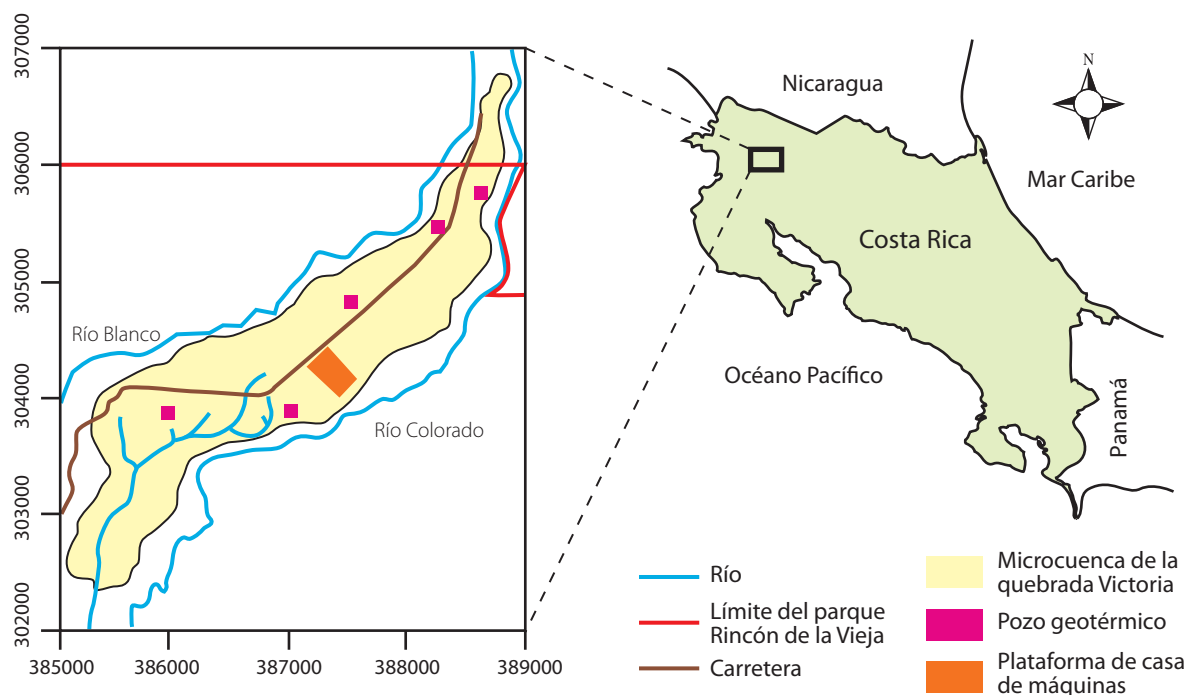 307000
306000
305000
304000
303000
302000
385000
386000
387000
388000
389000
Río Blanco
Río Colorado
Nicaragua
N
Mar Caribe
Costa Rica
Océano Pacífico
Panamá
Río
Límite del parque
Rincón de la Vieja
Carretera
Microcuenca de la
quebrada Victoria
Pozo geotérmico
Plataforma de casa
de máquinas